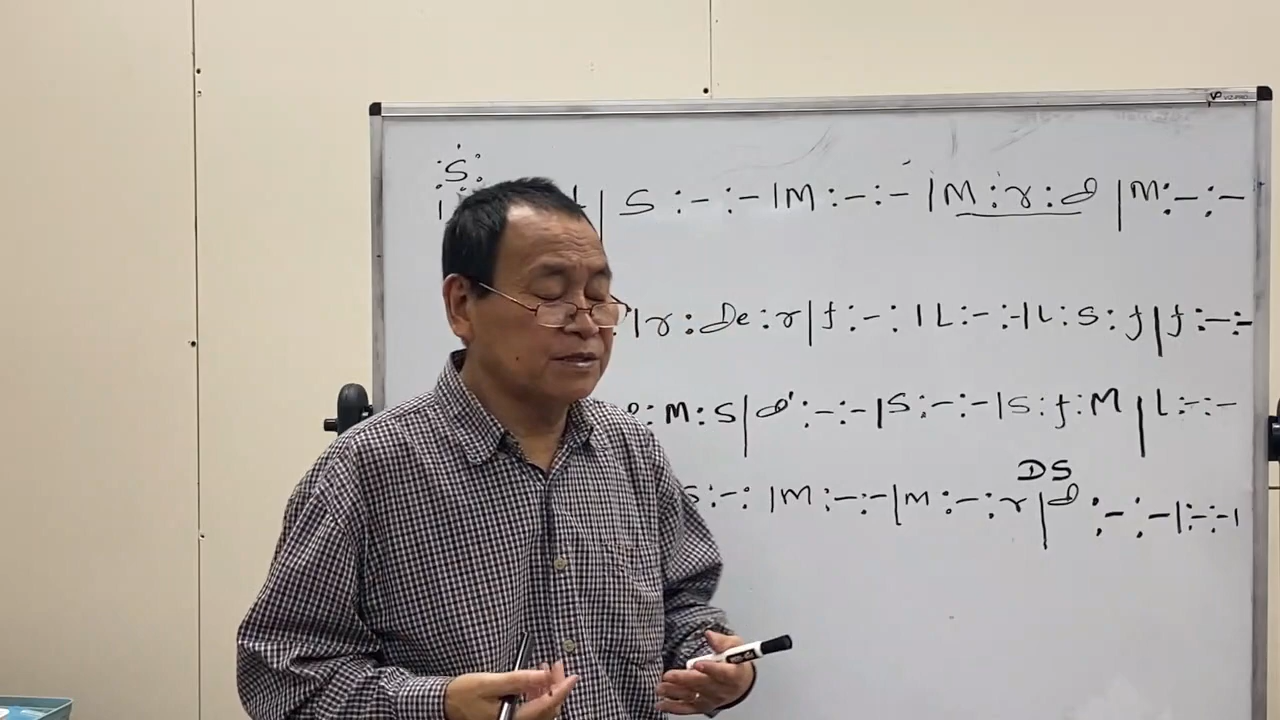 S
| S :-:- | M :-:- | M : r : d | M :-:-
| r : de : r | f :-: | L :-:- | l : s : f | f :-:-
: M : S | d' :-:- | S :-:- | s : f : M | l :-:-
DS
s :-: | m :-:- | m :-: r | d :-:- | :-:- |